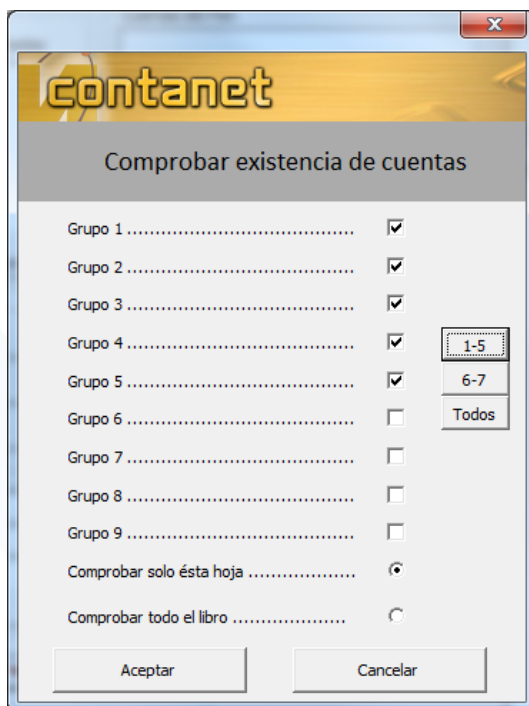 contanet
Comprobar existencia de cuentas
Grupo 1 ........................................
Grupo 2 ........................................
Grupo 3 ........................................
Grupo 4 ........................................
1-5
Grupo 5 ........................................
6-7
Grupo 6 ........................................
Todos
Grupo 7 ........................................
Grupo 8 ........................................
Grupo 9 ........................................
Comprobar solo ésta hoja ...................
Comprobar todo el libro ....................
Aceptar Cancelar